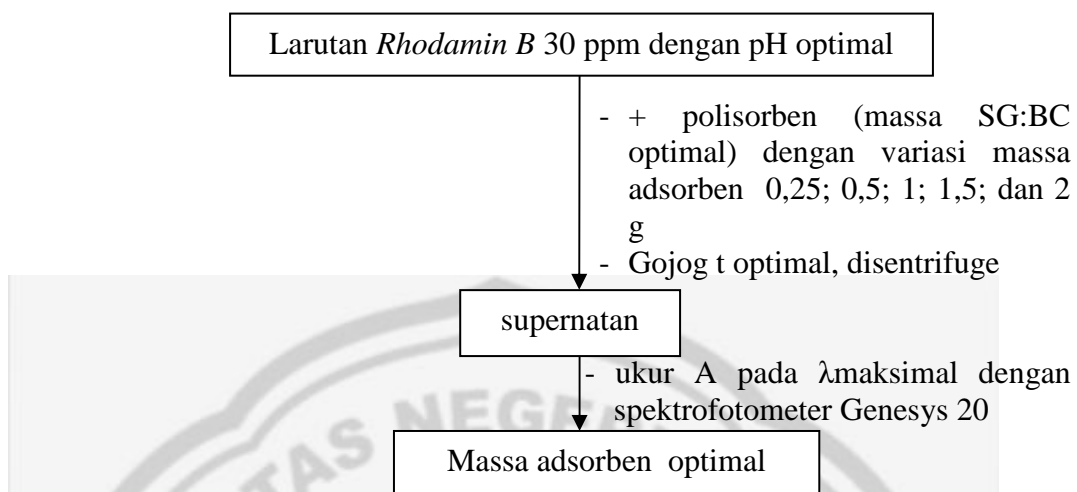 Larutan Rhodamin B 30 ppm dengan pH optimal
- + polisorben (massa SG:BC
optimal) dengan variasi massa
adsorben 0,25; 0,5; 1; 1,5; dan 2
g
- Gojog t optimal, disentrifuge
supernatan
- ukur A pada λmaksimal dengan
spektrofotometer Genesys 20
Massa adsorben optimal